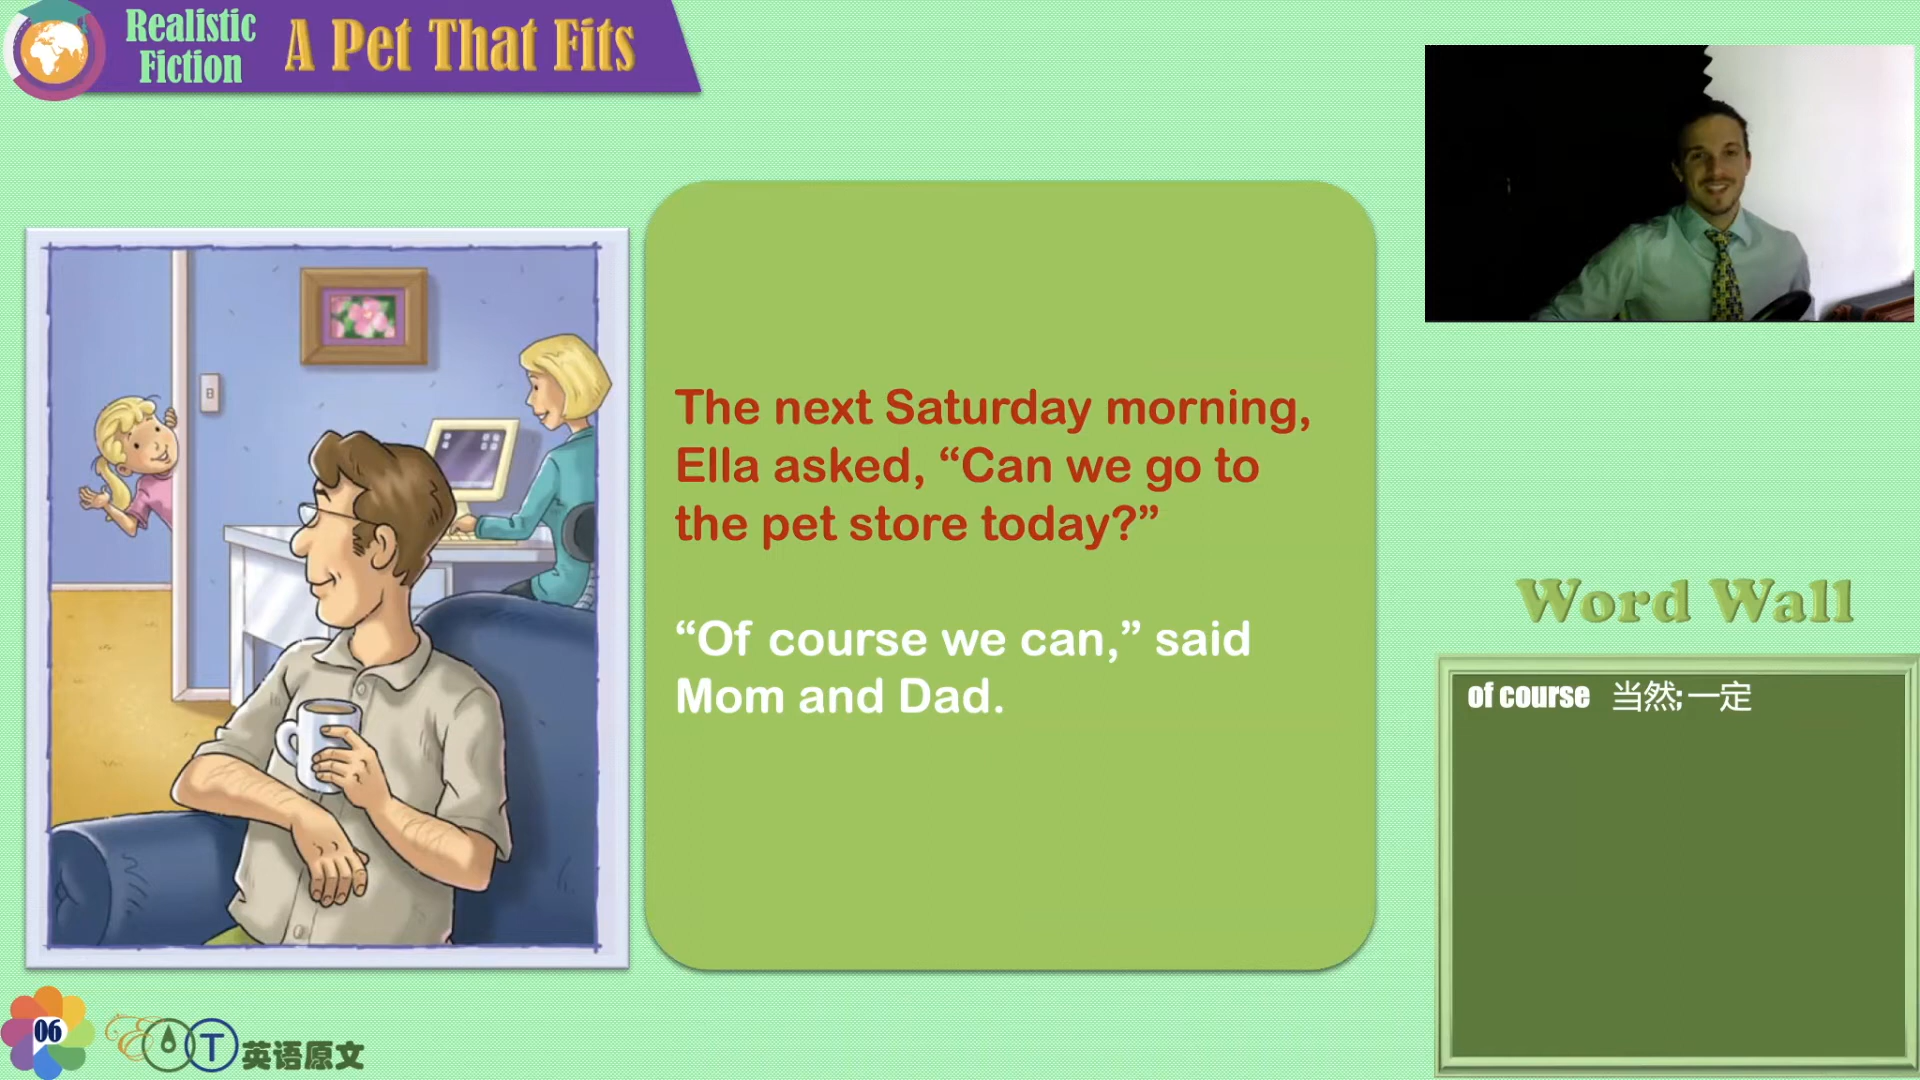 Realistic
Fiction
A Pet That Fits
The next Saturday morning,
Ella asked, “Can we go to
the pet store today?”
“Of course we can,” said
Mom and Dad.
Word Wall
of course 当然;一定
06
T英语原文